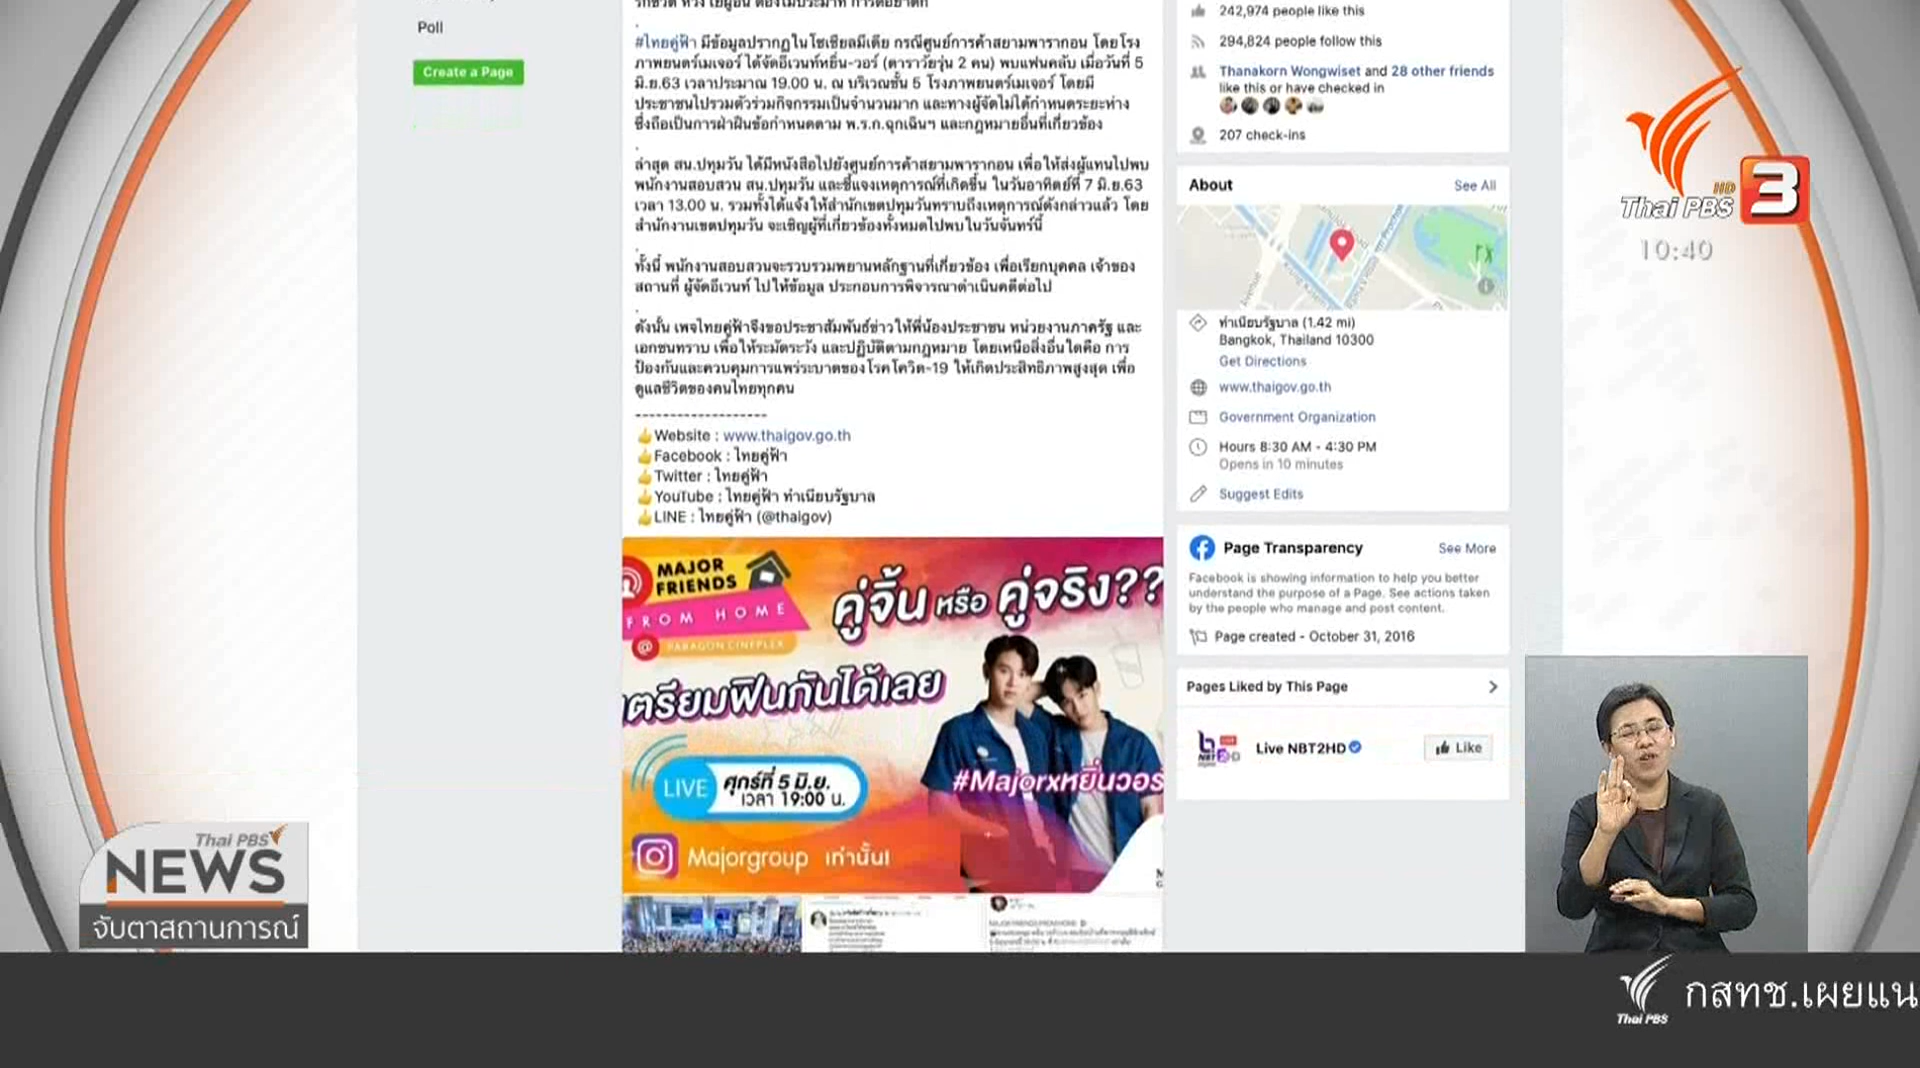 Poll
Create a Page
#ไทยคู่ฟ้า มีข้อมูลปรากฏในโซเชียลมีเดีย กรณีศูนย์การค้าสยามพารากอน โดยโรง
ภาพยนตร์เมเจอร์ ได้จัดอีเวนท์หยิ่น-วอร์ (ดาราวัยรุ่น 2 คน) พบแฟนคลับ เมื่อวันที่ 5
มิ.ย.63 เวลาประมาณ 19.00 น. ณ บริเวณชั้น 5 โรงภาพยนตร์เมเจอร์ โดยมี
ประชาชนไปรวมตัวร่วมกิจกรรมเป็นจำนวนมาก และทางผู้จัดไม่ได้กำหนดระยะห่าง
ซึ่งถือเป็นการฝ่าฝืนข้อกำหนดตาม พ.ร.ก.ฉุกเฉินฯ และกฎหมายอื่นที่เกี่ยวข้อง
.
ล่าสุด สน.ปทุมวัน ได้มีหนังสือไปยังศูนย์การค้าสยามพารากอน เพื่อให้ส่งผู้แทนไปพบ
พนักงานสอบสวน สน.ปทุมวัน และชี้แจงเหตุการณ์ที่เกิดขึ้น ในวันอาทิตย์ที่ 7 มิ.ย.63
เวลา 13.00 น. รวมทั้งได้แจ้งให้สำนักเขตปทุมวันทราบถึงเหตุการณ์ดังกล่าวแล้ว โดย
สำนักงานเขตปทุมวัน จะเชิญผู้ที่เกี่ยวข้องทั้งหมดไปพบในวันจันทร์นี้
.
ทั้งนี้ พนักงานสอบสวนจะรวบรวมพยานหลักฐานที่เกี่ยวข้อง เพื่อเรียกบุคคล เจ้าของ
สถานที่ ผู้จัดอีเวนท์ ไปให้ข้อมูล ประกอบการพิจารณาดำเนินคดีต่อไป
.
ดังนั้น เพจไทยคู่ฟ้าจึงขอประชาสัมพันธ์ข่าวให้พี่น้องประชาชน หน่วยงานภาครัฐ และ
เอกชนทราบ เพื่อให้ระมัดระวัง และปฏิบัติตามกฎหมาย โดยเหนือสิ่งอื่นใดคือ การ
ป้องกันและควบคุมการแพร่ระบาดของโรคโควิด-19 ให้เกิดประสิทธิภาพสูงสุด เพื่อ
ดูแลชีวิตของคนไทยทุกคน
-------------------
👍Website : www.thaigov.go.th
👍Facebook : ไทยคู่ฟ้า
👍Twitter : ไทยคู่ฟ้า
👍YouTube : ไทยคู่ฟ้า ทำเนียบรัฐบาล
👍LINE : ไทยคู่ฟ้า (@thaigov)
MAJOR
FRIENDS
FROM HOME
@ PARAGON CINEPLEX
คู่จิ้น หรือ คู่จริง??
เตรียมฟินกันได้เลย
LIVE ศุกร์ที่ 5 มิ.ย.
เวลา 19:00 น.
#Majorxหยิ่นวอร์
Majorgroup เท่านั้น!
242,974 people like this
294,824 people follow this
Thanakorn Wongwiset and 28 other friends
like this or have checked in
207 check-ins
About See All
ทำเนียบรัฐบาล (1.42 mi)
Bangkok, Thailand 10300
Get Directions
www.thaigov.go.th
Government Organization
Hours 8:30 AM - 4:30 PM
Opens in 10 minutes
Suggest Edits
Page Transparency See More
Facebook is showing information to help you better
understand the purpose of a Page. See actions taken
by the people who manage and post content.
Page created - October 31, 2016
Pages Liked by This Page
Live NBT2HD Like
Thai PBS HD 3
10:40
Thai PBS
NEWS
จับตาสถานการณ์
Thai PBS
กสทช.เผยแน